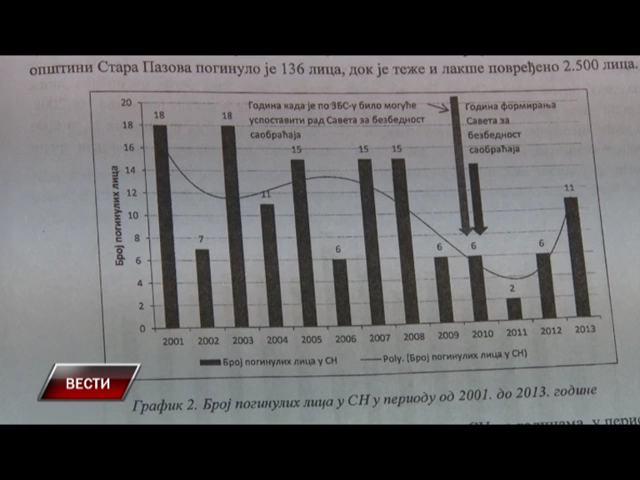 општини Стара Пазова погинуло је 136 лица, док је теже и лакше повређено 2.500 лица.
Година када је по ЗБС-у било могуће
успоставити рад Савета за безбедност
саобраћаја
Година формирања
Савета за
безбедност
саобраћаја
Број погинулих лица
20
18
16
14
12
10
8
6
4
2
0
18
7
18
11
15
6
15
15
6
6
2
6
11
2001 2002 2003 2004 2005 2006 2007 2008 2009 2010 2011 2012 2013
Број погинулих лица у СН
Poly. (Број погинулих лица у СН)
ВЕСТИ
График 2. Број погинулих лица у СН у периоду од 2001. до 2013. године